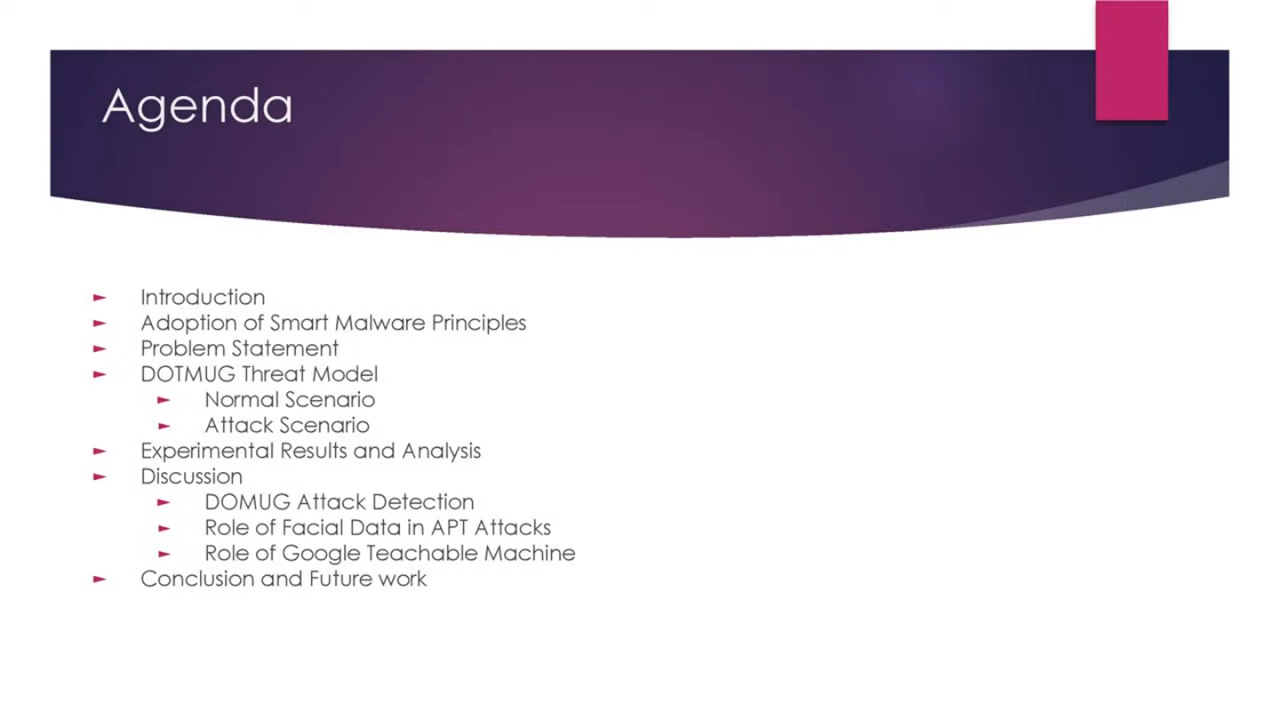 Agenda
Introduction
Adoption of Smart Malware Principles
Problem Statement
DOTMUG Threat Model
Normal Scenario
Attack Scenario
Experimental Results and Analysis
Discussion
DOMUG Attack Detection
Role of Facial Data in APT Attacks
Role of Google Teachable Machine
Conclusion and Future work